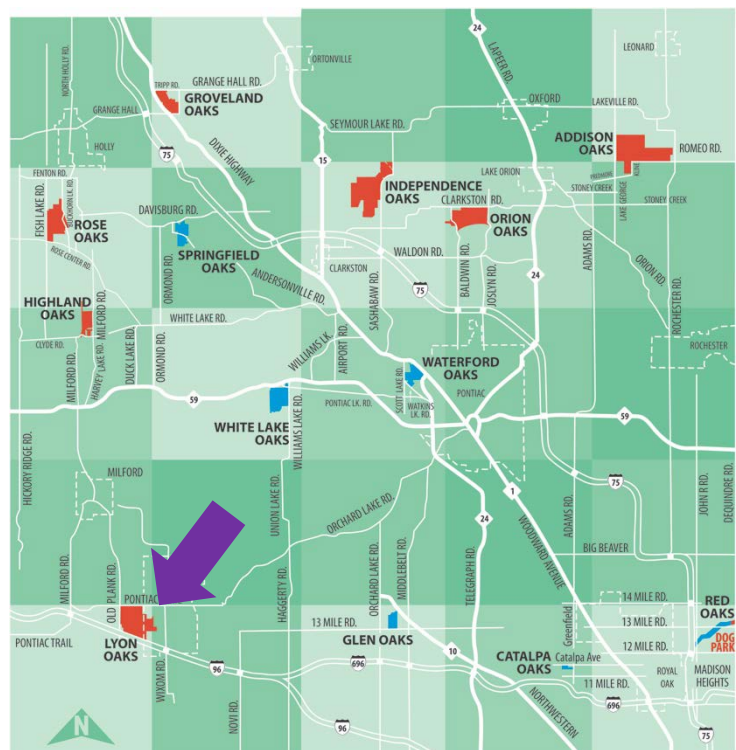 24
LAPEER RD.
LEONARD
NORTH HOLLY RD.
ORTONVILLE
TRIPP RD.
GRANGE HALL RD.
GROVELAND
OAKS
GRANGE HALL
OXFORD
LAKEVILLE RD.
SEYMOUR LAKE RD.
HOLLY
75
DIXIE HIGHWAY
15
ADDISON
OAKS
ROMEO RD.
FENTON RD.
FISH LAKE RD.
ROSE
OAKS
DAVISBURG RD.
SPRINGFIELD
OAKS
INDEPENDENCE
OAKS
LAKE ORION
CLARKSTON RD.
ORION
OAKS
KLINE
STONEY CREEK
LAKE GEORGE
STONEY CREEK
ROSE CENTER RD.
ORMOND RD.
ANDERSONVILLE RD.
CLARKSTON
WALDON RD.
BALDWIN RD.
JOSLYN RD.
24
ADAMS RD.
ORION RD.
ROCHESTER RD.
HIGHLAND
OAKS
MILFORD RD.
WHITE LAKE RD.
SASHABAW RD.
75
CLYDE RD.
MILFORD RD.
HARVEY LAKE RD.
DUCK LAKE RD.
ORMOND RD.
WILLIAMS LK.
AIRPORT RD.
WATERFORD
OAKS
ROCHESTER
59
WHITE LAKE
OAKS
WILLIAMS LAKE RD.
PONTIAC LK. RD.
SCOTT LAKE RD.
WATKINS
LK. RD.
PONTIAC
59
HICKORY RIDGE RD.
MILFORD
UNION LAKE RD.
ORCHARD LAKE RD.
24
1
WOODWARD AVENUE
ADAMS RD.
75
JOHN R RD.
DEQUINDRE RD.
BIG BEAVER
MILFORD RD.
OLD PLANK RD.
PONTIAC
HAGGERTY RD.
ORCHARD LAKE RD.
MIDDLEBELT RD.
TELEGRAPH RD.
Greenfield
14 MILE RD.
RED
OAKS
13 MILE RD.
13 MILE RD.
12 MILE RD.
DOG
PARK
PONTIAC TRAIL
LYON
OAKS
GLEN OAKS
WIXOM RD.
96
696
10
CATALPA
OAKS
Catalpa Ave
11 MILE RD.
ROYAL
OAK
MADISON
HEIGHTS
696
NOVI RD.
96
NORTHWESTERN
75
N